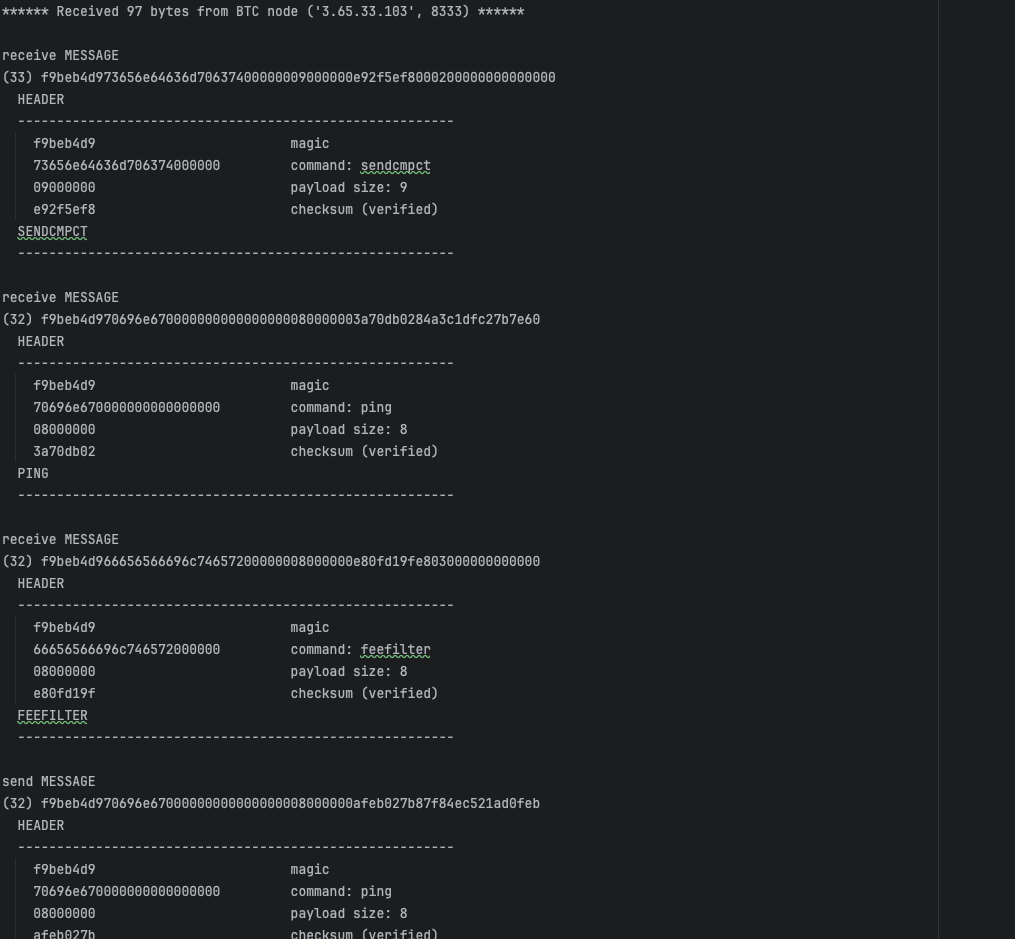 ****** Received 97 bytes from BTC node ('3.65.33.103', 8333) ******
receive MESSAGE
(33) f9beb4d973656e64636d70637400000009000000e92f5ef8000200000000000000
HEADER
--------------------------------------------------------
f9beb4d9 magic
73656e64636d706374000000 command: sendcmpct
09000000 payload size: 9
e92f5ef8 checksum (verified)
SENDCMPCT
--------------------------------------------------------
receive MESSAGE
(32) f9beb4d970696e670000000000000000080000003a70db0284a3c1dfc27b7e60
HEADER
--------------------------------------------------------
f9beb4d9 magic
70696e670000000000000000 command: ping
08000000 payload size: 8
3a70db02 checksum (verified)
PING
--------------------------------------------------------
receive MESSAGE
(32) f9beb4d966656566696c74657200000008000000e80fd19fe803000000000000
HEADER
--------------------------------------------------------
f9beb4d9 magic
66656566696c746572000000 command: feefilter
08000000 payload size: 8
e80fd19f checksum (verified)
FEEFILTER
--------------------------------------------------------
send MESSAGE
(32) f9beb4d970696e67000000000000000008000000afeb027b87f84ec521ad0feb
HEADER
--------------------------------------------------------
f9beb4d9 magic
70696e670000000000000000 command: ping
08000000 payload size: 8
afeb027b checksum (verified)